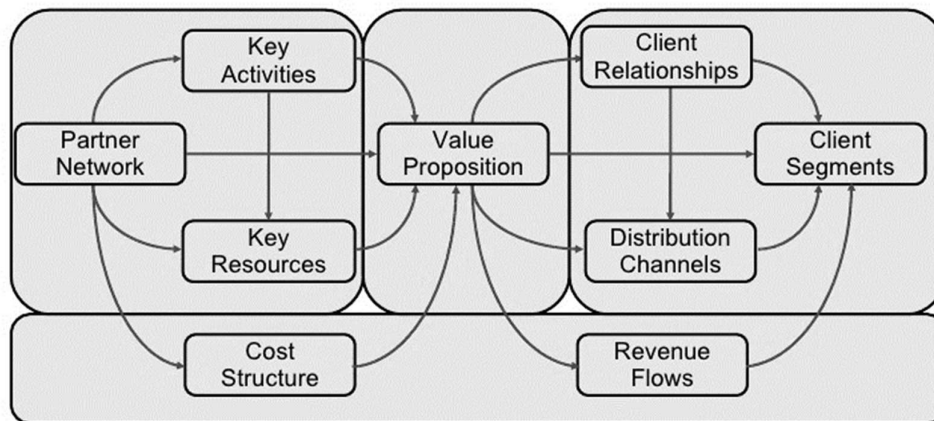 Key
Activities
Client
Relationships
Partner
Network
Value
Proposition
Client
Segments
Key
Resources
Distribution
Channels
Cost
Structure
Revenue
Flows